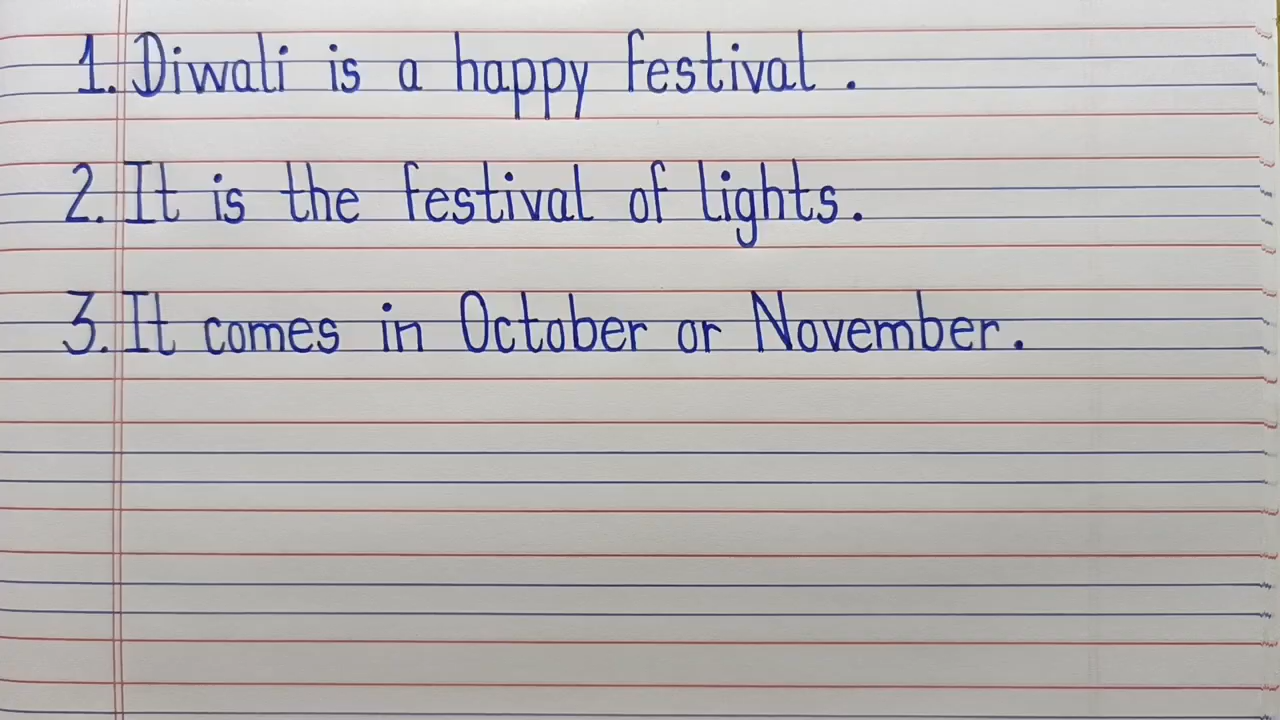 1. Diwali is a happy festival.
2. It is the festival of lights.
3. It comes in October or November.